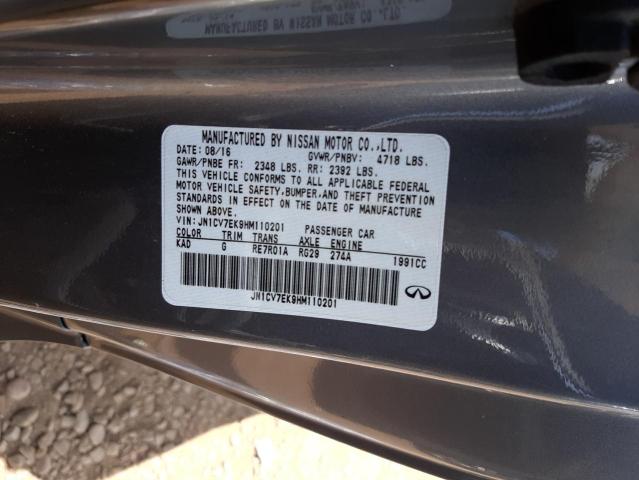 MANUFACTURED BY NISSAN MOTOR CO.,LTD.
DATE: 08/16 GVWR/PNBV: 4718 LBS.
GAWR/PNBE FR: 2348 LBS. RR: 2392 LBS.
THIS VEHICLE CONFORMS TO ALL APPLICABLE FEDERAL
MOTOR VEHICLE SAFETY,BUMPER,AND THEFT PREVENTION
STANDARDS IN EFFECT ON THE DATE OF MANUFACTURE
SHOWN ABOVE.
VIN: JN1CV7EK9HM110201 PASSENGER CAR
COLOR TRIM TRANS AXLE ENGINE
KAD G RE7R01A RG29 274A 1991CC
JN1CV7EK9HM110201